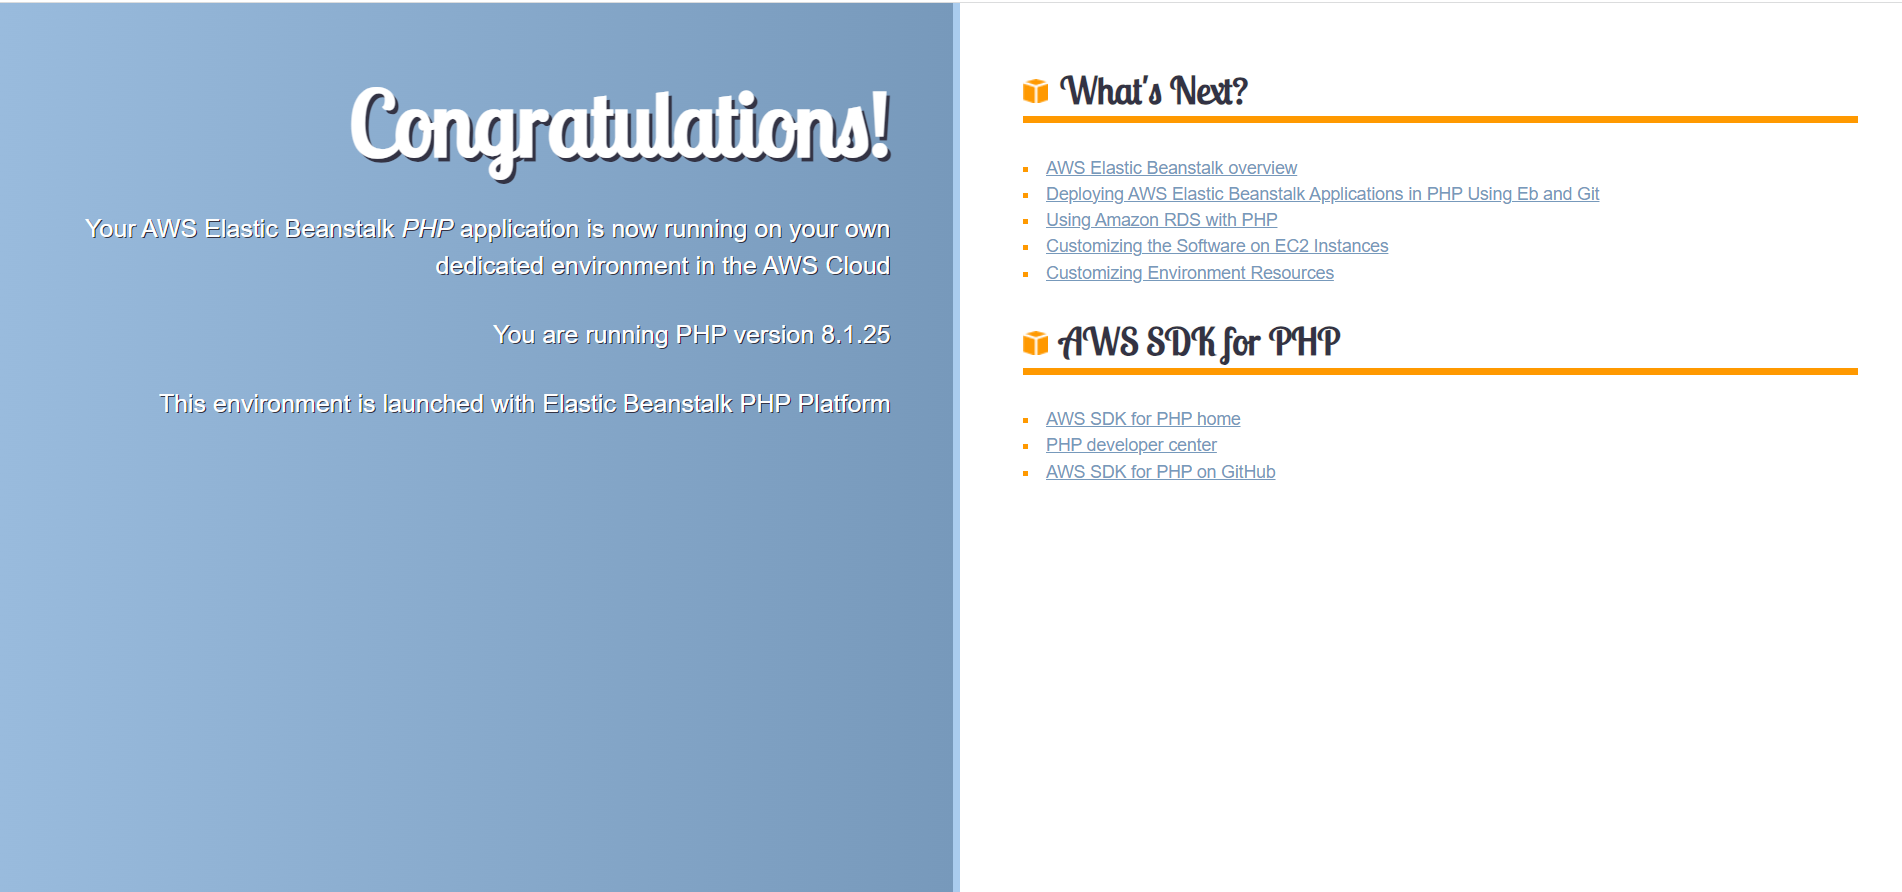 Congratulations!
Your AWS Elastic Beanstalk PHP application is now running on your own
dedicated environment in the AWS Cloud
You are running PHP version 8.1.25
This environment is launched with Elastic Beanstalk PHP Platform
What's Next?
AWS Elastic Beanstalk overview
Deploying AWS Elastic Beanstalk Applications in PHP Using Eb and Git
Using Amazon RDS with PHP
Customizing the Software on EC2 Instances
Customizing Environment Resources
AWS SDK for PHP
AWS SDK for PHP home
PHP developer center
AWS SDK for PHP on GitHub